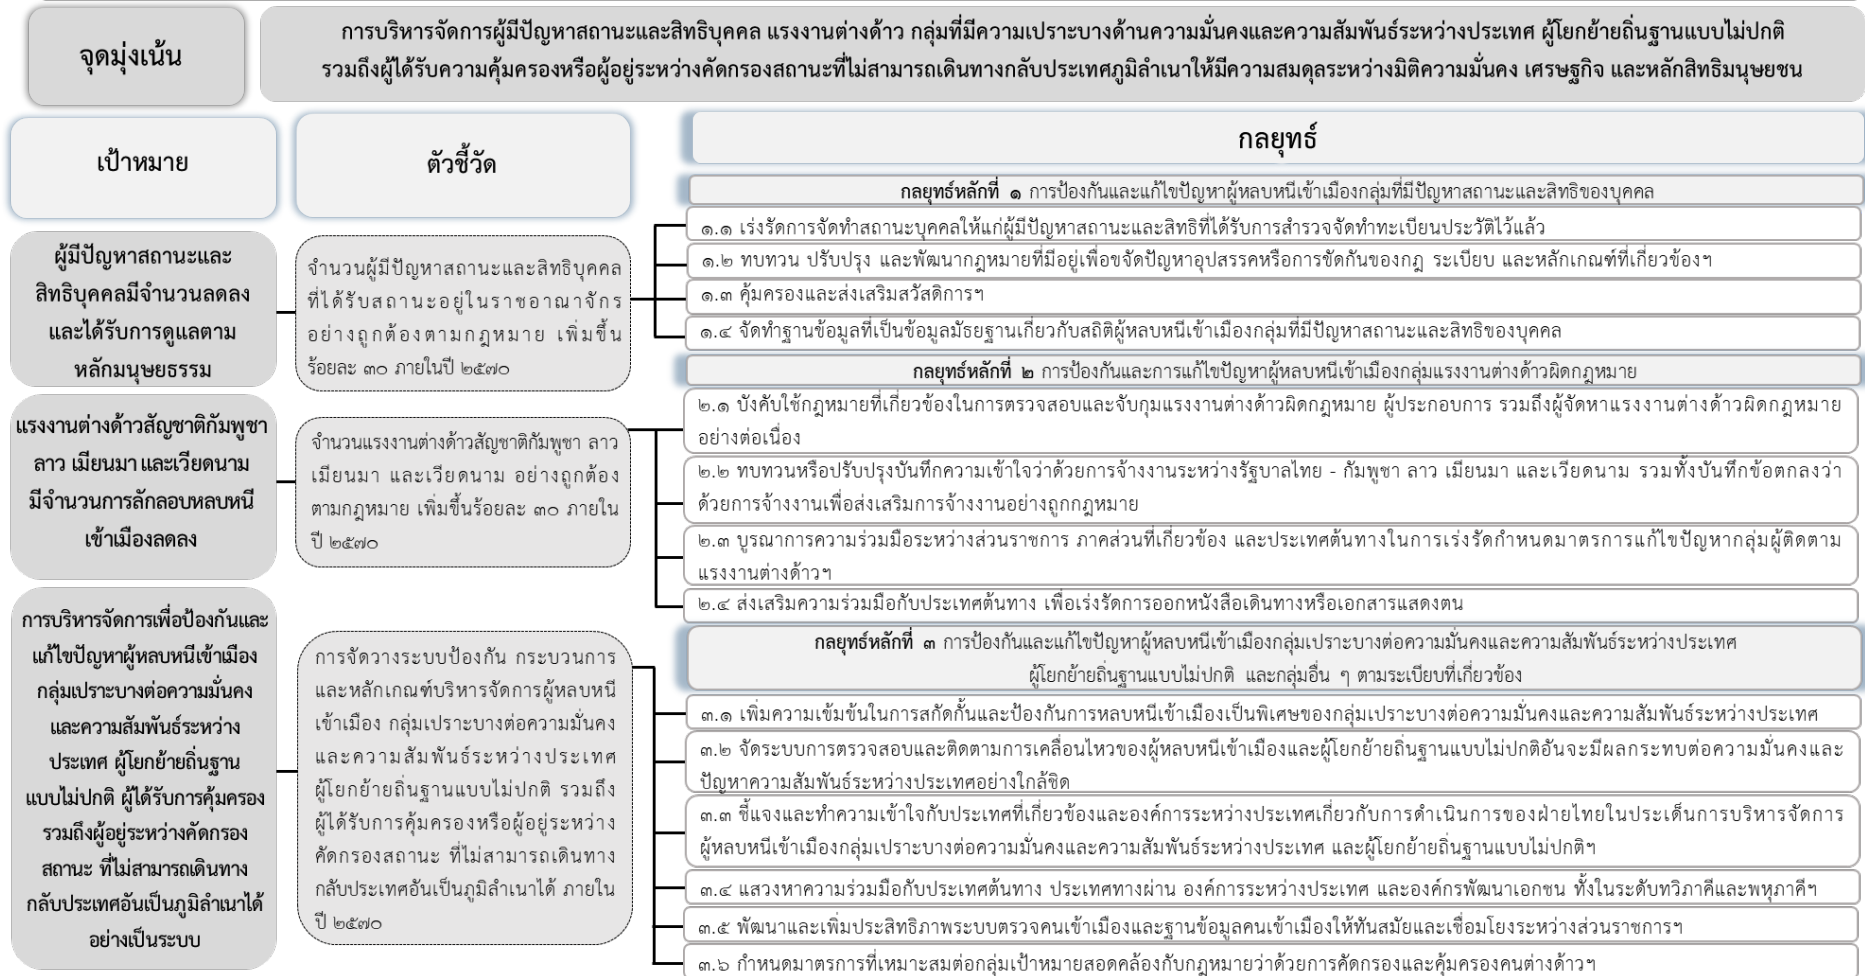 จุดมุ่งเน้น
การบริหารจัดการผู้มีปัญหาสถานะและสิทธิบุคคล แรงงานต่างด้าว กลุ่มที่มีความเปราะบางด้านความมั่นคงและความสัมพันธ์ระหว่างประเทศ ผู้โยกย้ายถิ่นฐานแบบไม่ปกติ
รวมถึงผู้ได้รับความคุ้มครองหรือผู้อยู่ระหว่างคัดกรองสถานะที่ไม่สามารถเดินทางกลับประเทศภูมิลำเนาให้มีความสมดุลระหว่างมิติความมั่นคง เศรษฐกิจ และหลักสิทธิมนุษยชน
เป้าหมาย
ตัวชี้วัด
กลยุทธ์
ผู้มีปัญหาสถานะและ
สิทธิบุคคลมีจำนวนลดลง
และได้รับการดูแลตาม
หลักมนุษยธรรม
จำนวนผู้มีปัญหาสถานะและสิทธิบุคคล
ที่ได้รับสถานะอยู่ในราชอาณาจักร
อย่างถูกต้องตามกฎหมาย เพิ่มขึ้น
ร้อยละ ๓๐ ภายในปี ๒๕๗๐
กลยุทธ์หลักที่ ๑ การป้องกันและแก้ไขปัญหาผู้หลบหนีเข้าเมืองกลุ่มที่มีปัญหาสถานะและสิทธิของบุคคล
๑.๑ เร่งรัดการจัดทำสถานะบุคคลให้แก่ผู้มีปัญหาสถานะและสิทธิที่ได้รับการสำรวจจัดทำทะเบียนประวัติไว้แล้ว
๑.๒ ทบทวน ปรับปรุง และพัฒนากฎหมายที่มีอยู่เพื่อขจัดปัญหาอุปสรรคหรือการขัดกันของกฎ ระเบียบ และหลักเกณฑ์ที่เกี่ยวข้องฯ
๑.๓ คุ้มครองและส่งเสริมสวัสดิการฯ
๑.๔ จัดทำฐานข้อมูลที่เป็นข้อมูลมัธยฐานเกี่ยวกับสถิติผู้หลบหนีเข้าเมืองกลุ่มที่มีปัญหาสถานะและสิทธิของบุคคล
แรงงานต่างด้าวสัญชาติกัมพูชา
ลาว เมียนมา และเวียดนาม
มีจำนวนการลักลอบหลบหนี
เข้าเมืองลดลง
จำนวนแรงงานต่างด้าวสัญชาติกัมพูชา ลาว
เมียนมา และเวียดนาม อย่างถูกต้อง
ตามกฎหมาย เพิ่มขึ้นร้อยละ ๓๐ ภายใน
ปี ๒๕๗๐
กลยุทธ์หลักที่ ๒ การป้องกันและการแก้ไขปัญหาผู้หลบหนีเข้าเมืองกลุ่มแรงงานต่างด้าวผิดกฎหมาย
๒.๑ บังคับใช้กฎหมายที่เกี่ยวข้องในการตรวจสอบและจับกุมแรงงานต่างด้าวผิดกฎหมาย ผู้ประกอบการ รวมถึงผู้จัดหาแรงงานต่างด้าวผิดกฎหมาย
อย่างต่อเนื่อง
๒.๒ ทบทวนหรือปรับปรุงบันทึกความเข้าใจว่าด้วยการจ้างงานระหว่างรัฐบาลไทย - กัมพูชา ลาว เมียนมา และเวียดนาม รวมทั้งบันทึกข้อตกลงว่า
ด้วยการจ้างงานเพื่อส่งเสริมการจ้างงานอย่างถูกกฎหมาย
๒.๓ บูรณาการความร่วมมือระหว่างส่วนราชการ ภาคส่วนที่เกี่ยวข้อง และประเทศต้นทางในการเร่งรัดกำหนดมาตรการแก้ไขปัญหากลุ่มผู้ติดตาม
แรงงานต่างด้าวฯ
๒.๔ ส่งเสริมความร่วมมือกับประเทศต้นทาง เพื่อเร่งรัดการออกหนังสือเดินทางหรือเอกสารแสดงตน
การบริหารจัดการเพื่อป้องกันและ
แก้ไขปัญหาผู้หลบหนีเข้าเมือง
กลุ่มเปราะบางต่อความมั่นคง
และความสัมพันธ์ระหว่าง
ประเทศ ผู้โยกย้ายถิ่นฐาน
แบบไม่ปกติ ผู้ได้รับการคุ้มครอง
รวมถึงผู้อยู่ระหว่างคัดกรอง
สถานะ ที่ไม่สามารถเดินทาง
กลับประเทศอันเป็นภูมิลำเนาได้
อย่างเป็นระบบ
การจัดวางระบบป้องกัน กระบวนการ
และหลักเกณฑ์บริหารจัดการผู้หลบหนี
เข้าเมือง กลุ่มเปราะบางต่อความมั่นคง
และความสัมพันธ์ระหว่างประเทศ
ผู้โยกย้ายถิ่นฐานแบบไม่ปกติ รวมถึง
ผู้ได้รับการคุ้มครองหรือผู้อยู่ระหว่าง
คัดกรองสถานะ ที่ไม่สามารถเดินทาง
กลับประเทศอันเป็นภูมิลำเนาได้ ภายใน
ปี ๒๕๗๐
กลยุทธ์หลักที่ ๓ การป้องกันและแก้ไขปัญหาผู้หลบหนีเข้าเมืองกลุ่มเปราะบางต่อความมั่นคงและความสัมพันธ์ระหว่างประเทศ
ผู้โยกย้ายถิ่นฐานแบบไม่ปกติ และกลุ่มอื่น ๆ ตามระเบียบที่เกี่ยวข้อง
๓.๑ เพิ่มความเข้มข้นในการสกัดกั้นและป้องกันการหลบหนีเข้าเมืองเป็นพิเศษของกลุ่มเปราะบางต่อความมั่นคงและความสัมพันธ์ระหว่างประเทศ
๓.๒ จัดระบบการตรวจสอบและติดตามการเคลื่อนไหวของผู้หลบหนีเข้าเมืองและผู้โยกย้ายถิ่นฐานแบบไม่ปกติอันจะมีผลกระทบต่อความมั่นคงและ
ปัญหาความสัมพันธ์ระหว่างประเทศอย่างใกล้ชิด
๓.๓ ชี้แจงและทำความเข้าใจกับประเทศที่เกี่ยวข้องและองค์การระหว่างประเทศเกี่ยวกับการดำเนินการของฝ่ายไทยในประเด็นการบริหารจัดการ
ผู้หลบหนีเข้าเมืองกลุ่มเปราะบางต่อความมั่นคงและความสัมพันธ์ระหว่างประเทศ และผู้โยกย้ายถิ่นฐานแบบไม่ปกติฯ
๓.๔ แสวงหาความร่วมมือกับประเทศต้นทาง ประเทศทางผ่าน องค์การระหว่างประเทศ และองค์กรพัฒนาเอกชน ทั้งในระดับทวิภาคีและพหุภาคีฯ
๓.๕ พัฒนาและเพิ่มประสิทธิภาพระบบตรวจคนเข้าเมืองและฐานข้อมูลคนเข้าเมืองให้ทันสมัยและเชื่อมโยงระหว่างส่วนราชการฯ
๓.๖ กำหนดมาตรการที่เหมาะสมต่อกลุ่มเป้าหมายสอดคล้องกับกฎหมายว่าด้วยการคัดกรองและคุ้มครองคนต่างด้าวฯ